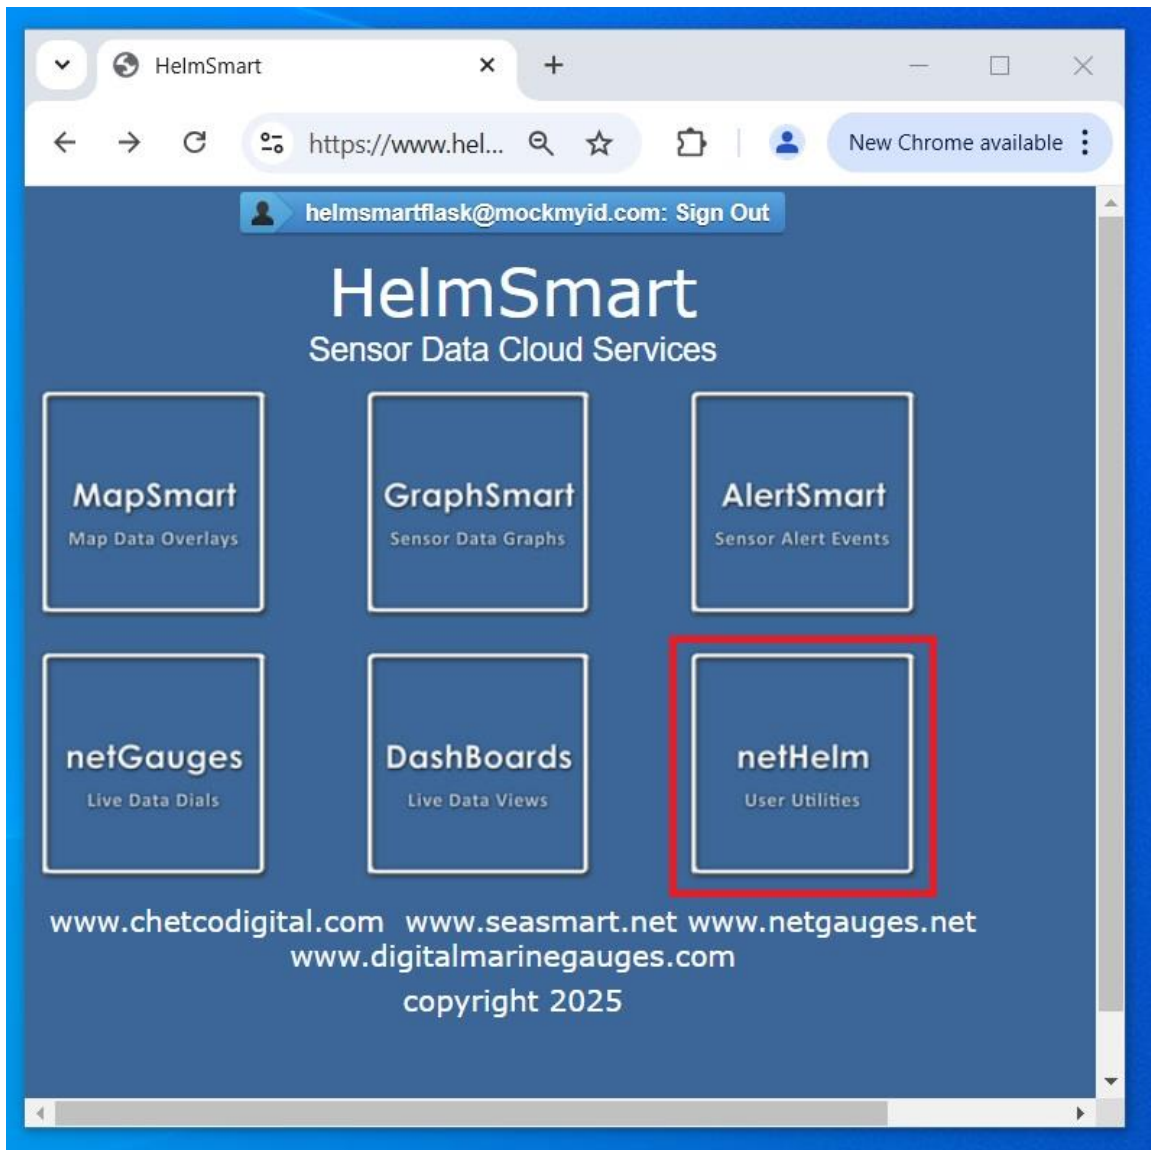 HelmSmart
https://www.hel...
New Chrome available
helmsmartflask@mockmyid.com: Sign Out
HelmSmart
Sensor Data Cloud Services
MapSmart
Map Data Overlays
GraphSmart
Sensor Data Graphs
AlertSmart
Sensor Alert Events
netGauges
Live Data Dials
DashBoards
Live Data Views
netHelm
User Utilities
www.chetcodigital.com www.seasmart.net www.netgauges.net
www.digitalmarinegauges.com
copyright 2025